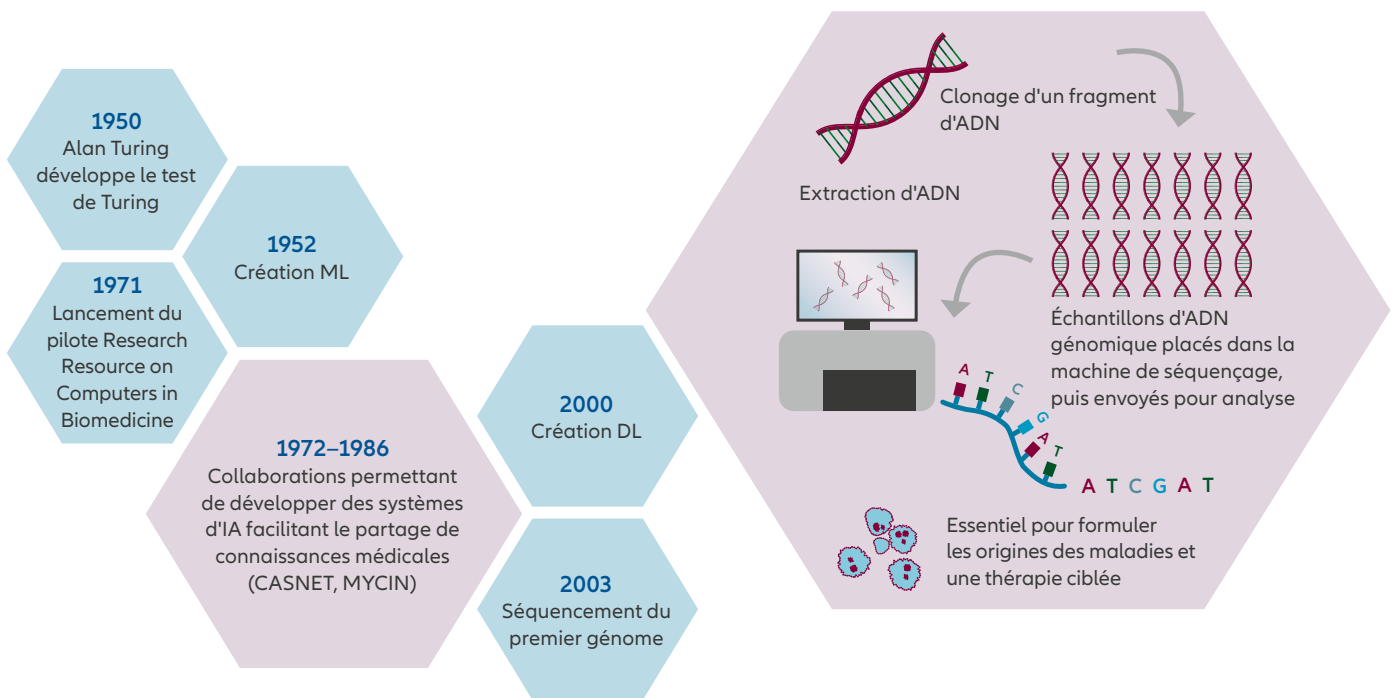 1950
Alan Turing
développe le test
de Turing
1952
Création ML
1971
Lancement du
pilote Research
Resource on
Computers in
Biomedicine
1972–1986
Collaborations permettant
de développer des systèmes
d'IA facilitant le partage de
connaissances médicales
(CASNET, MYCIN)
2000
Création DL
2003
Séquencement du
premier génome
Clonage d'un fragment
d'ADN
Extraction d'ADN
Échantillons d'ADN
génomique placés dans la
machine de séquençage,
puis envoyés pour analyse
A T C G A T
A T C G A T
Essentiel pour formuler
les origines des maladies et
une thérapie ciblée